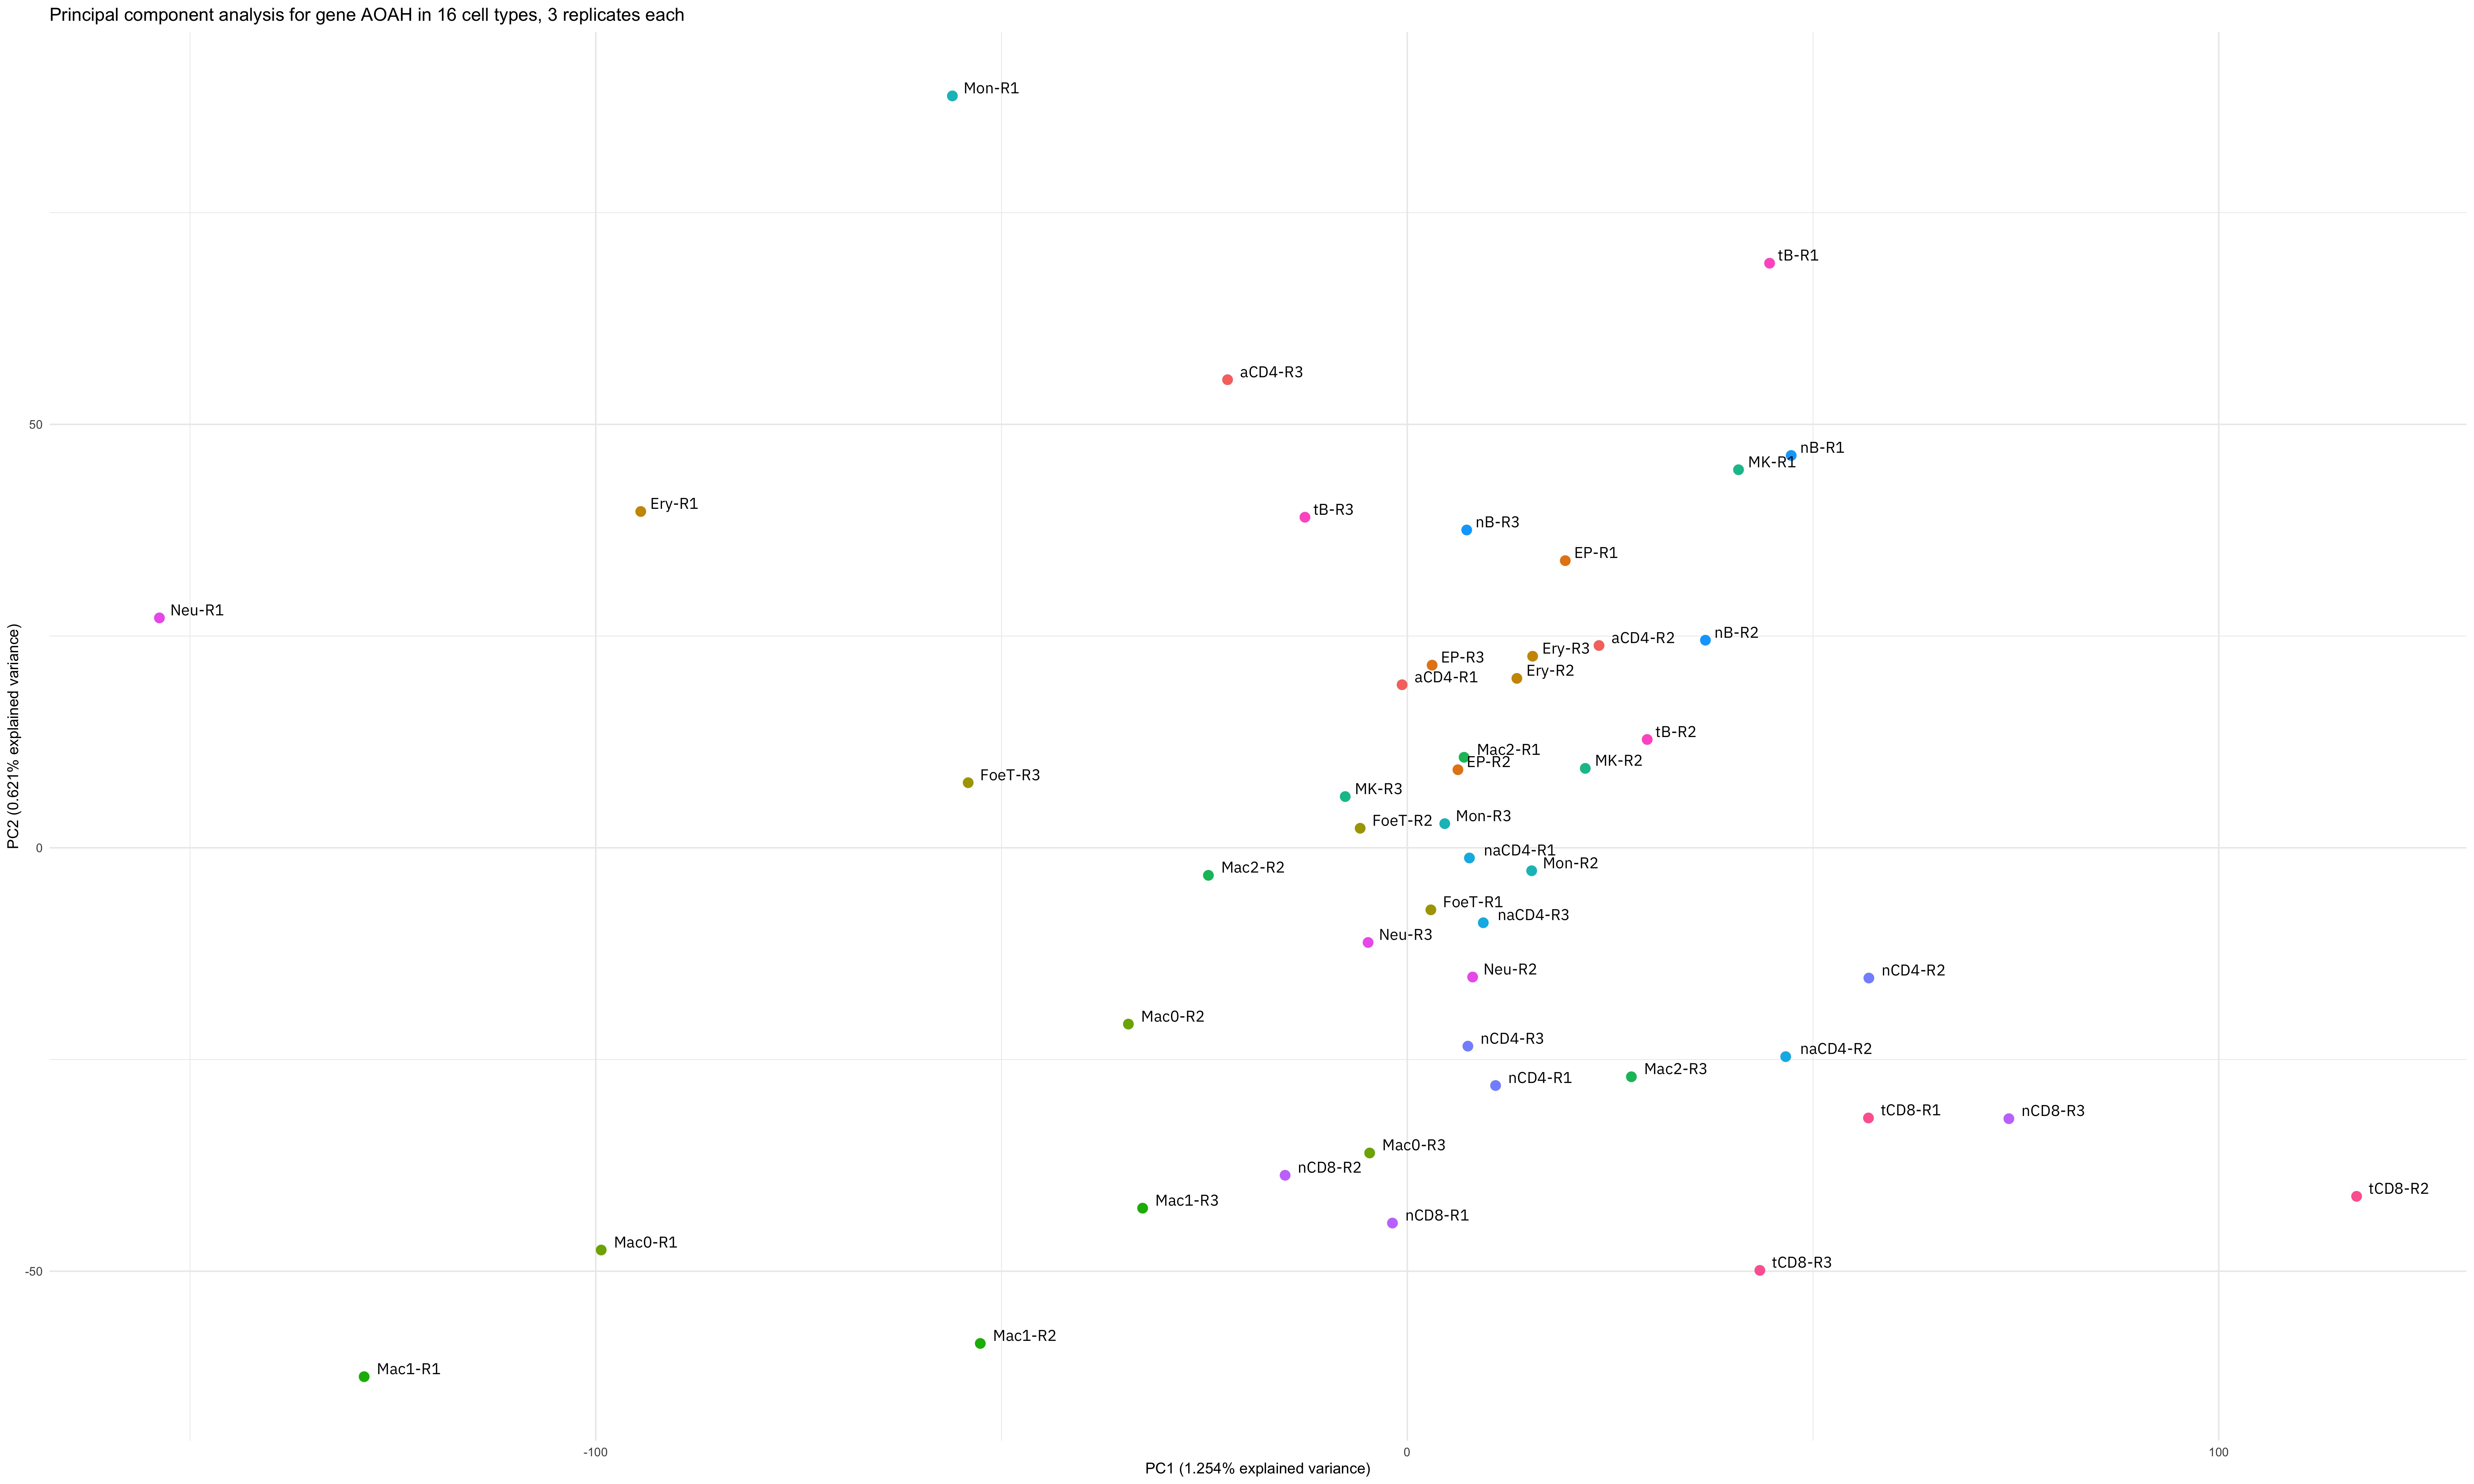 Principal component analysis for gene AOAH in 16 cell types, 3 replicates each
Mon-R1
tB-R1
aCD4-R3
50
nB-R1
MK-R1
Ery-R1
tB-R3
nB-R3
EP-R1
Neu-R1
aCD4-R2
nB-R2
Ery-R3
EP-R3
Ery-R2
aCD4-R1
tB-R2
Mac2-R1
EP-R2
MK-R2
FoeT-R3
MK-R3
FoeT-R2
Mon-R3
PC2 (0.621% explained variance)
0
naCD4-R1
Mon-R2
Mac2-R2
FoeT-R1
naCD4-R3
Neu-R3
Neu-R2
nCD4-R2
Mac0-R2
nCD4-R3
naCD4-R2
Mac2-R3
nCD4-R1
tCD8-R1
nCD8-R3
Mac0-R3
nCD8-R2
tCD8-R2
Mac1-R3
nCD8-R1
Mac0-R1
tCD8-R3
-50
Mac1-R2
Mac1-R1
-100
0
100
PC1 (1.254% explained variance)